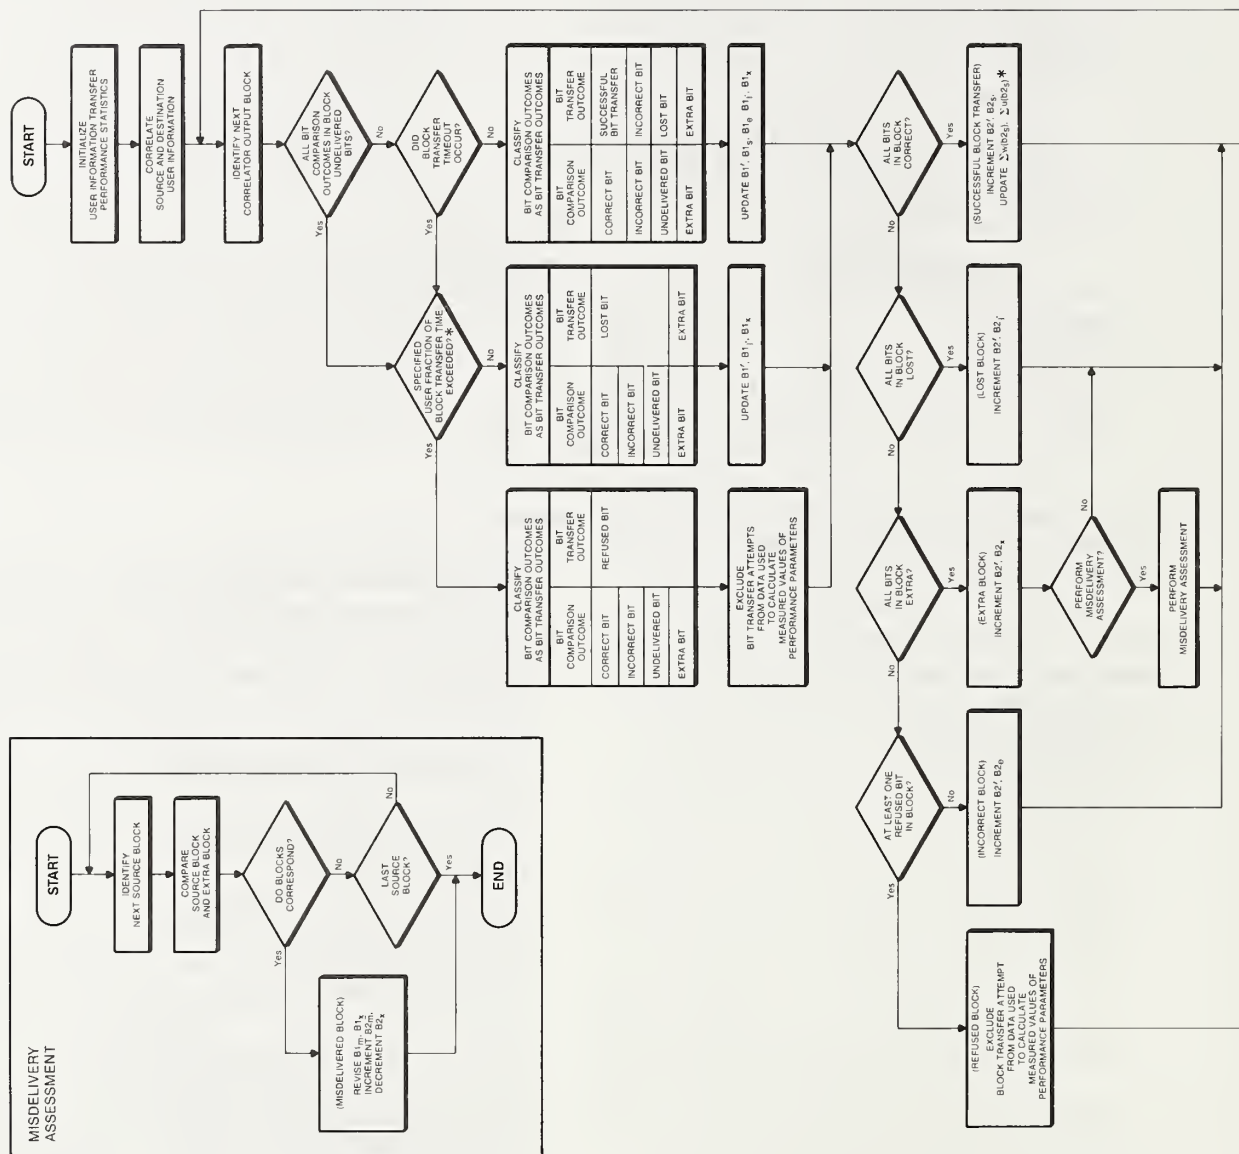 MISDELIVERY
ASSESSMENT
START
IDENTIFY
NEXT SOURCE BLOCK
COMPARE
SOURCE BLOCK
AND EXTRA BLOCK
DO BLOCKS
CORRESPOND?
Yes
No
LAST
SOURCE
BLOCK?
No
Yes
(MISDELIVERED BLOCK)
REVISE B1m, B1x
INCREMENT B2m,
DECREMENT B2x
END
START
INITIALIZE
USER INFORMATION TRANSFER
PERFORMANCE STATISTICS
CORRELATE
SOURCE AND DESTINATION
USER INFORMATION
IDENTIFY NEXT
CORRELATOR OUTPUT BLOCK
ALL BIT
COMPARISON
OUTCOMES IN BLOCK
UNDELIVERED
BITS?
Yes
No
DID
BLOCK
TRANSFER
TIMEOUT
OCCUR?
Yes
No
SPECIFIED
USER FRACTION OF
BLOCK TRANSFER TIME
EXCEEDED?*
Yes
No
CLASSIFY
BIT COMPARISON OUTCOMES
AS BIT TRANSFER OUTCOMES
BIT
COMPARISON
OUTCOME
BIT
TRANSFER
OUTCOME
CORRECT BIT
REFUSED BIT
INCORRECT BIT
UNDELIVERED BIT
EXTRA BIT
EXCLUDE
BIT TRANSFER ATTEMPTS
FROM DATA USED
TO CALCULATE
MEASURED VALUES OF
PERFORMANCE PARAMETERS
CLASSIFY
BIT COMPARISON OUTCOMES
AS BIT TRANSFER OUTCOMES
BIT
COMPARISON
OUTCOME
BIT
TRANSFER
OUTCOME
CORRECT BIT
LOST BIT
INCORRECT BIT
UNDELIVERED BIT
EXTRA BIT
EXTRA BIT
UPDATE B1', B1ℓ, B1x
CLASSIFY
BIT COMPARISON OUTCOMES
AS BIT TRANSFER OUTCOMES
BIT
COMPARISON
OUTCOME
BIT
TRANSFER
OUTCOME
CORRECT BIT
SUCCESSFUL
BIT TRANSFER
INCORRECT BIT
INCORRECT BIT
UNDELIVERED BIT
LOST BIT
EXTRA BIT
EXTRA BIT
UPDATE B1', B1s, B1e, B1ℓ, B1x
ALL BITS
IN BLOCK
CORRECT?
No
Yes
(SUCCESSFUL BLOCK TRANSFER)
INCREMENT B2', B2s,
UPDATE Σw(b2s), Σu(b2s)*
ALL BITS
IN BLOCK
LOST?
No
Yes
(LOST BLOCK)
INCREMENT B2', B2ℓ
ALL BITS
IN BLOCK
EXTRA?
No
Yes
(EXTRA BLOCK)
INCREMENT B2', B2x
PERFORM
MISDELIVERY
ASSESSMENT?
No
Yes
PERFORM
MISDELIVERY ASSESSMENT
AT LEAST ONE
REFUSED BIT
IN BLOCK?
Yes
No
(INCORRECT BLOCK)
INCREMENT B2', B2e
(REFUSED BLOCK)
EXCLUDE
BLOCK TRANSFER ATTEMPT
FROM DATA USED
TO CALCULATE
MEASURED VALUES OF
PERFORMANCE PARAMETERS